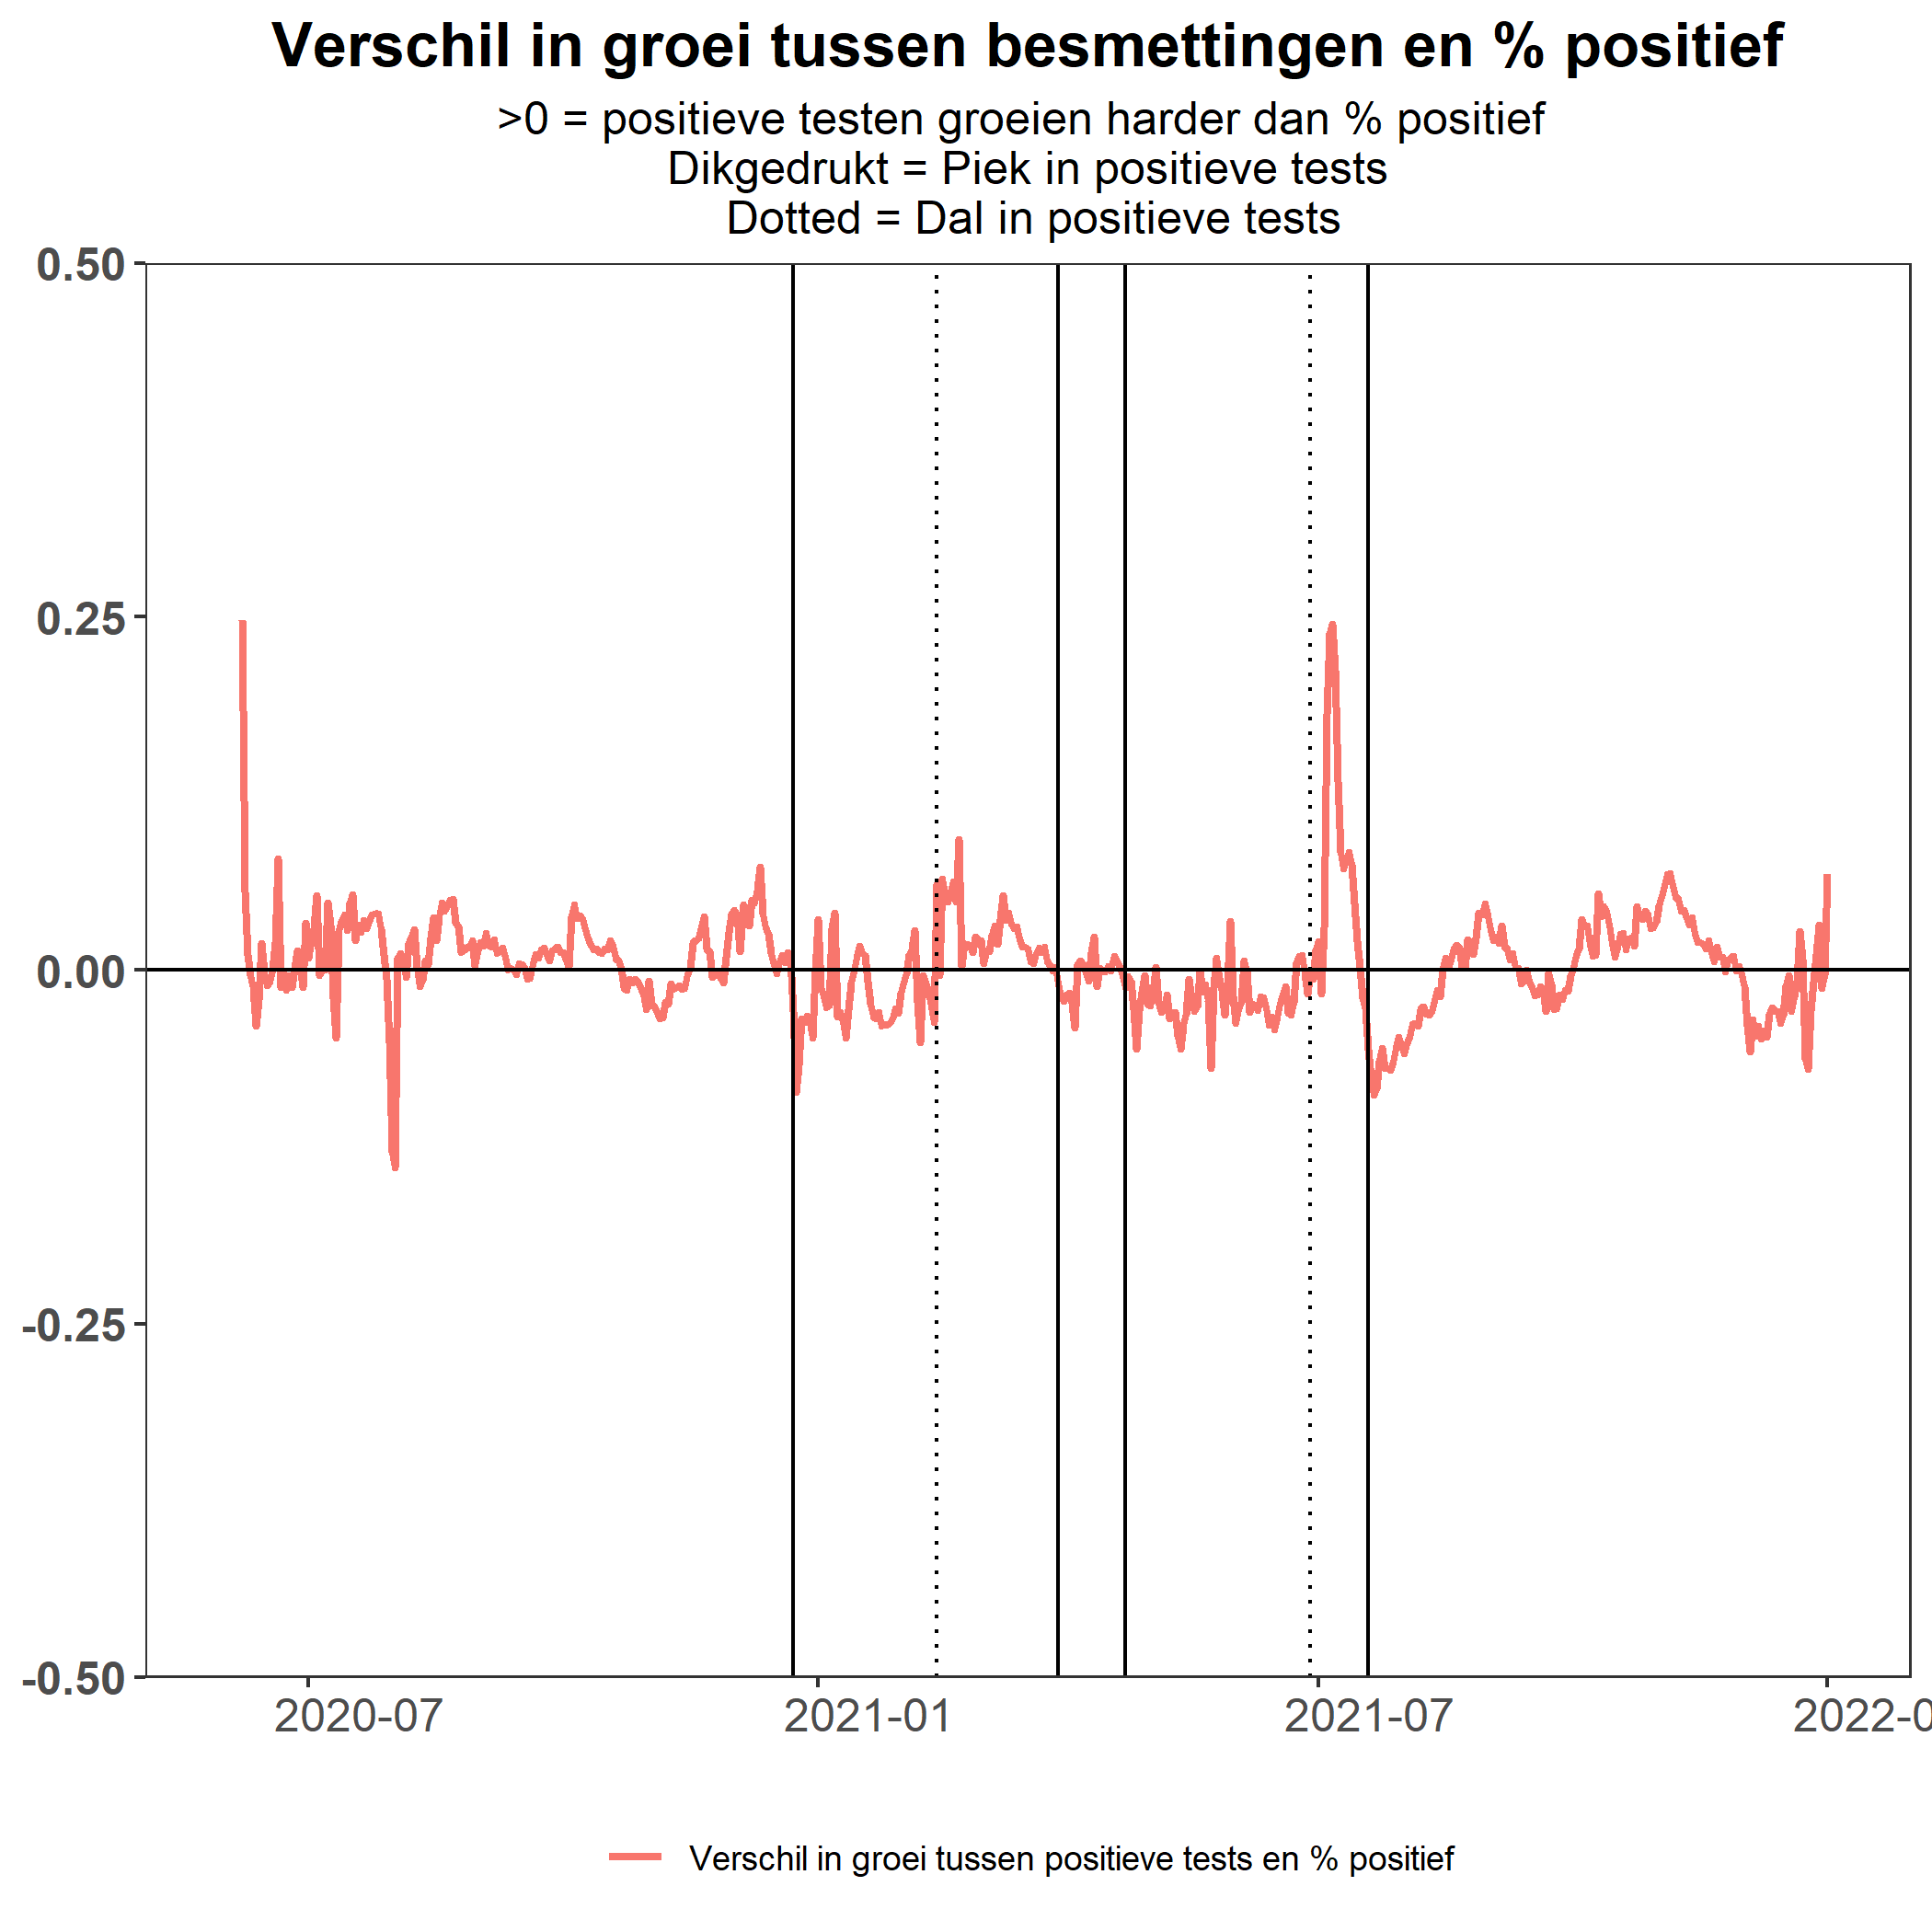 Verschil in groei tussen besmettingen en % positief
>0 = positieve testen groeien harder dan % positief
Dikgedrukt = Piek in positieve tests
Dotted = Dal in positieve tests
0.50
0.25
0.00
-0.25
-0.50
2020-07 2021-01 2021-07 2022-0
Verschil in groei tussen positieve tests en % positief